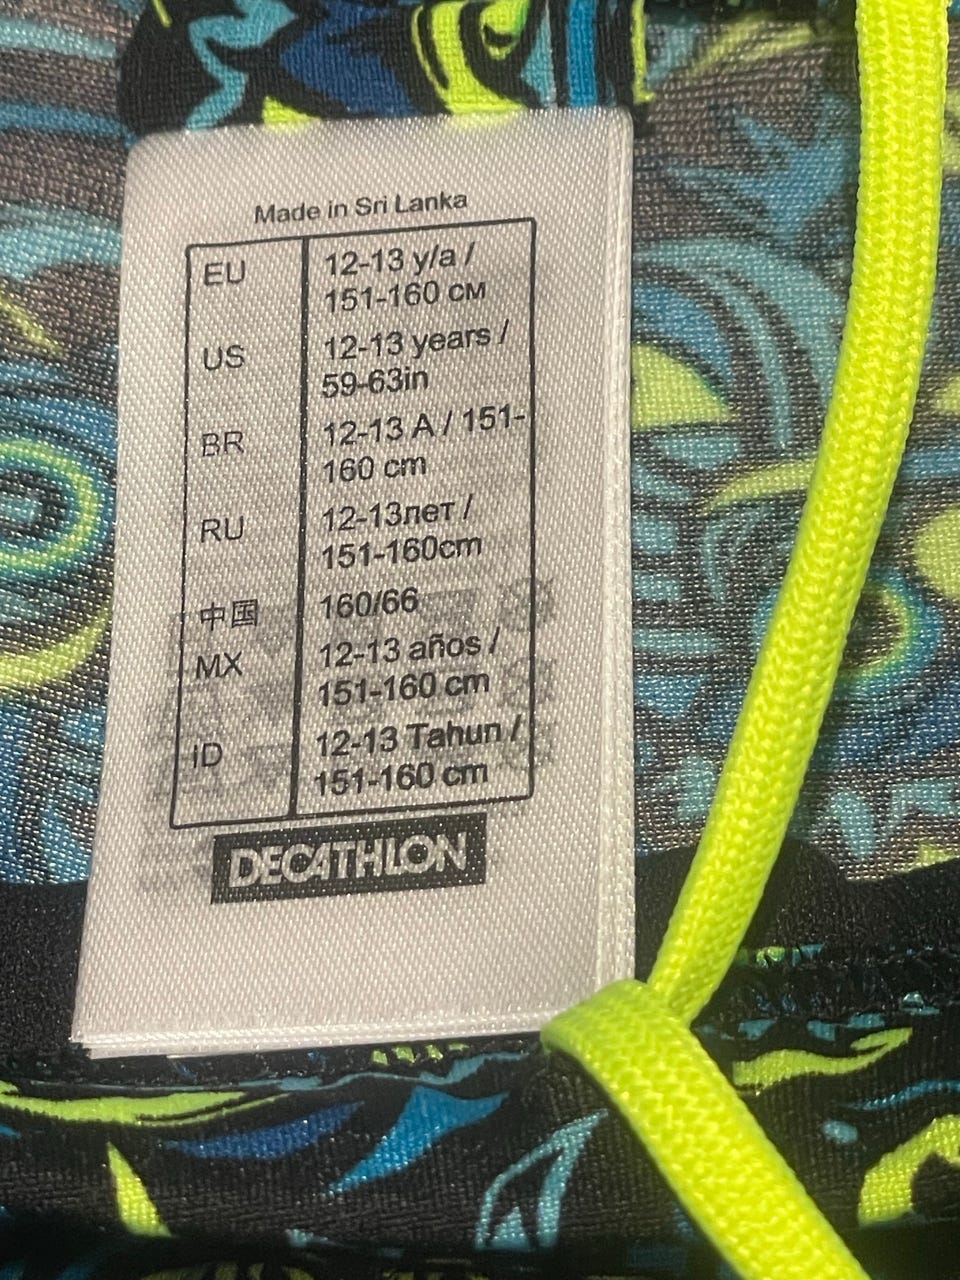 Made in Sri Lanka
EU 12-13 y/a /
151-160 см
US 12-13 years /
59-63in
BR 12-13 A / 151-
160 cm
RU 12-13лет /
151-160cm
中国 160/66
MX 12-13 años /
151-160 cm
ID 12-13 Tahun /
151-160 cm
DECATHLON